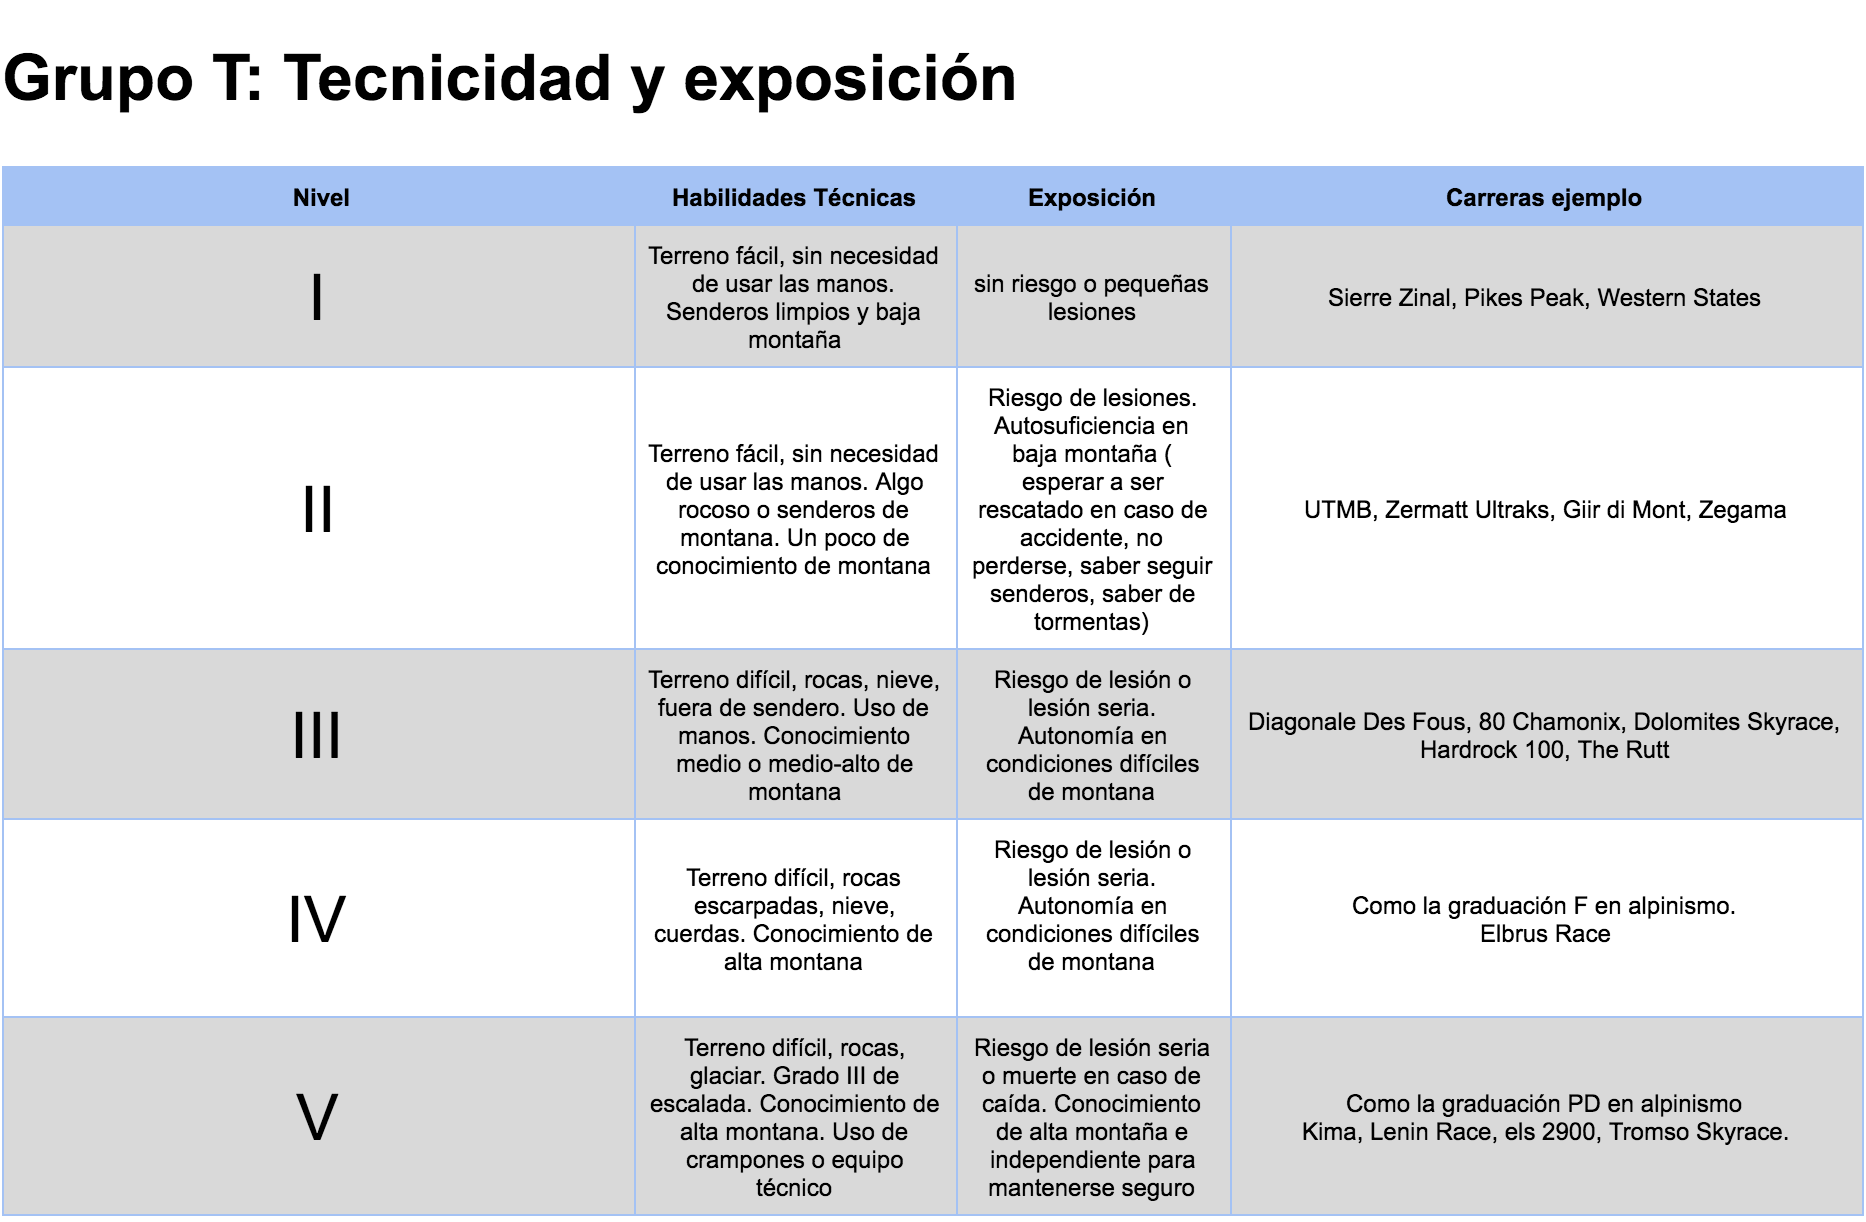 Grupo T: Tecnicidad y exposición
Nivel
Habilidades Técnicas
Exposición
Carreras ejemplo
I
Terreno fácil, sin necesidad
de usar las manos.
Senderos limpios y baja
montaña
sin riesgo o pequeñas
lesiones
Sierre Zinal, Pikes Peak, Western States
II
Terreno fácil, sin necesidad
de usar las manos. Algo
rocoso o senderos de
montana. Un poco de
conocimiento de montana
Riesgo de lesiones.
Autosuficiencia en
baja montaña (
esperar a ser
rescatado en caso de
accidente, no
perderse, saber seguir
senderos, saber de
tormentas)
UTMB, Zermatt Ultraks, Giir di Mont, Zegama
III
Terreno difícil, rocas, nieve,
fuera de sendero. Uso de
manos. Conocimiento
medio o medio-alto de
montana
Riesgo de lesión o
lesión seria.
Autonomía en
condiciones difíciles
de montana
Diagonale Des Fous, 80 Chamonix, Dolomites Skyrace,
Hardrock 100, The Rutt
IV
Terreno difícil, rocas
escarpadas, nieve,
cuerdas. Conocimiento de
alta montana
Riesgo de lesión o
lesión seria.
Autonomía en
condiciones difíciles
de montana
Como la graduación F en alpinismo.
Elbrus Race
V
Terreno difícil, rocas,
glaciar. Grado III de
escalada. Conocimiento de
alta montana. Uso de
crampones o equipo
técnico
Riesgo de lesión seria
o muerte en caso de
caída. Conocimiento
de alta montaña e
independiente para
mantenerse seguro
Como la graduación PD en alpinismo
Kima, Lenin Race, els 2900, Tromso Skyrace.